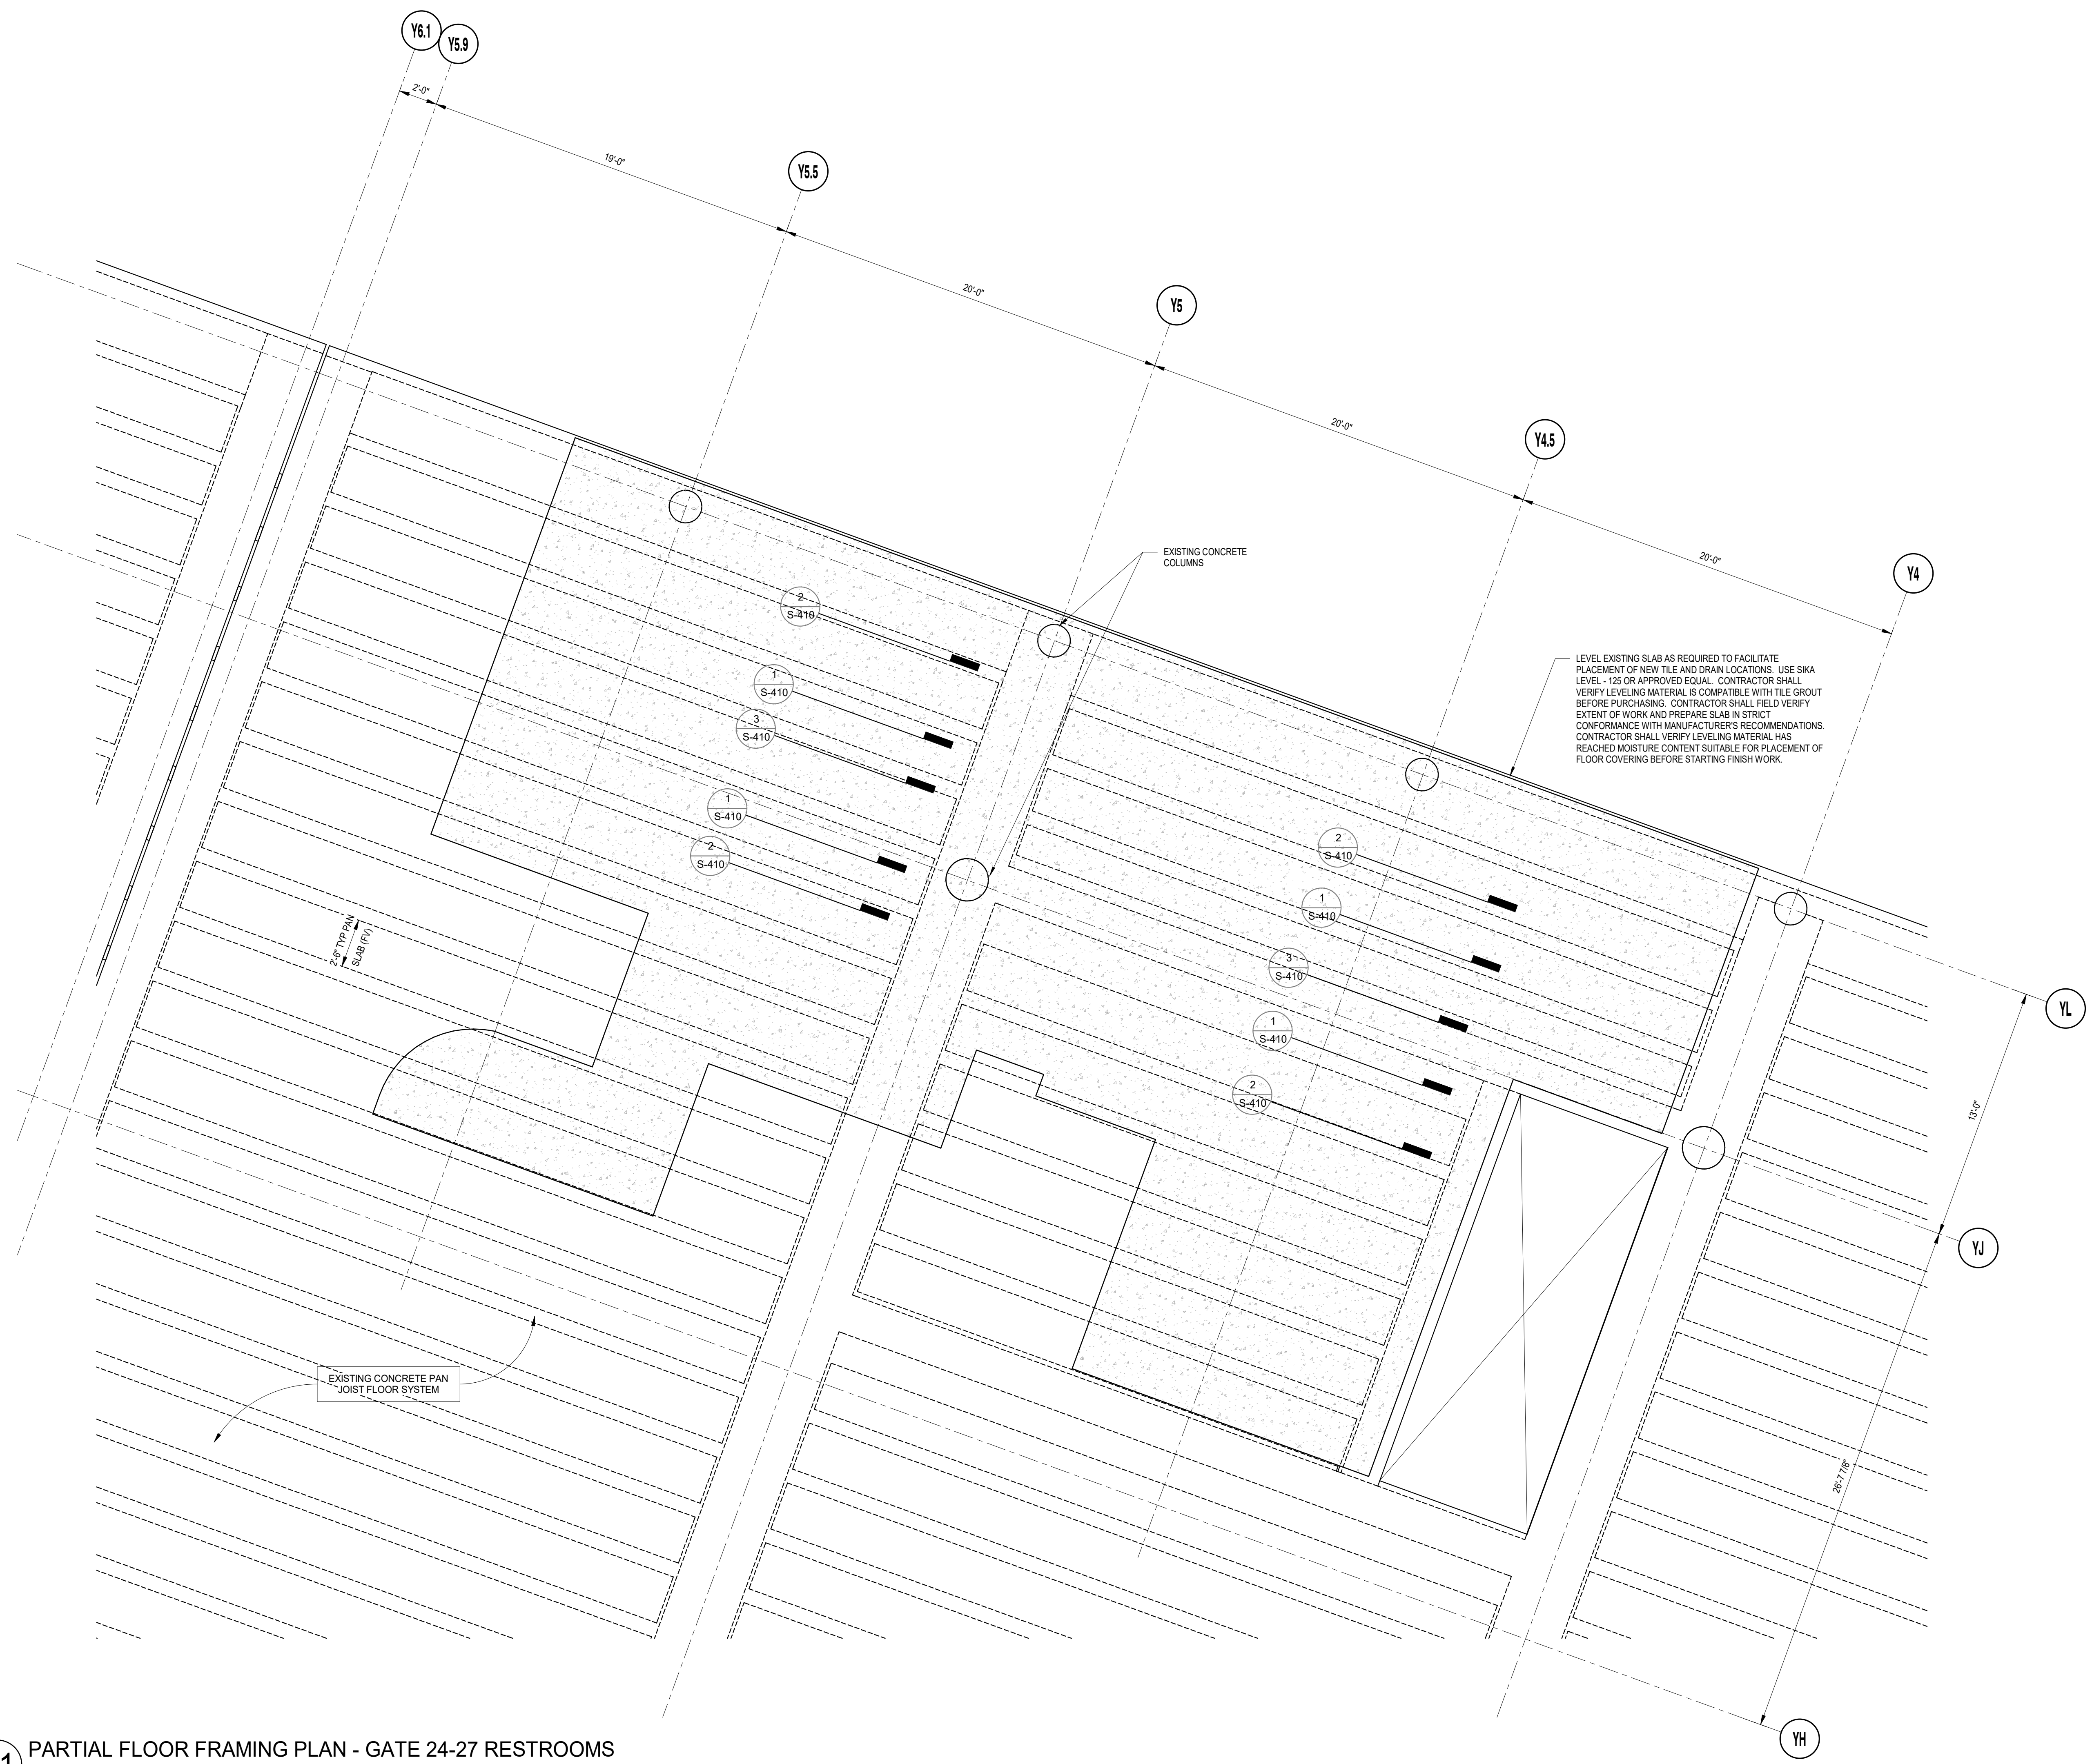 Y6.1
Y5.9
2'-0"
19'-0"
Y5.5
20'-0"
Y5
20'-0"
Y4.5
20'-0"
Y4
EXISTING CONCRETE
COLUMNS
LEVEL EXISTING SLAB AS REQUIRED TO FACILITATE
PLACEMENT OF NEW TILE AND DRAIN LOCATIONS.  USE SIKA
LEVEL - 125 OR APPROVED EQUAL.  CONTRACTOR SHALL
VERIFY LEVELING MATERIAL IS COMPATIBLE WITH TILE GROUT
BEFORE PURCHASING.  CONTRACTOR SHALL FIELD VERIFY
EXTENT OF WORK AND PREPARE SLAB IN STRICT
CONFORMANCE WITH MANUFACTURER'S RECOMMENDATIONS.
CONTRACTOR SHALL VERIFY LEVELING MATERIAL HAS
REACHED MOISTURE CONTENT SUITABLE FOR PLACEMENT OF
FLOOR COVERING BEFORE STARTING FINISH WORK.
2
S-410
1
S-410
3
S-410
1
S-410
2
S-410
2
S-410
1
S-410
3
S-410
1
S-410
2
S-410
2'-6" TYP PAN
SLAB (FV)
YL
13'-0"
YJ
26'-7 7/8"
YH
EXISTING CONCRETE PAN
JOIST FLOOR SYSTEM
1
PARTIAL FLOOR FRAMING PLAN - GATE 24-27 RESTROOMS